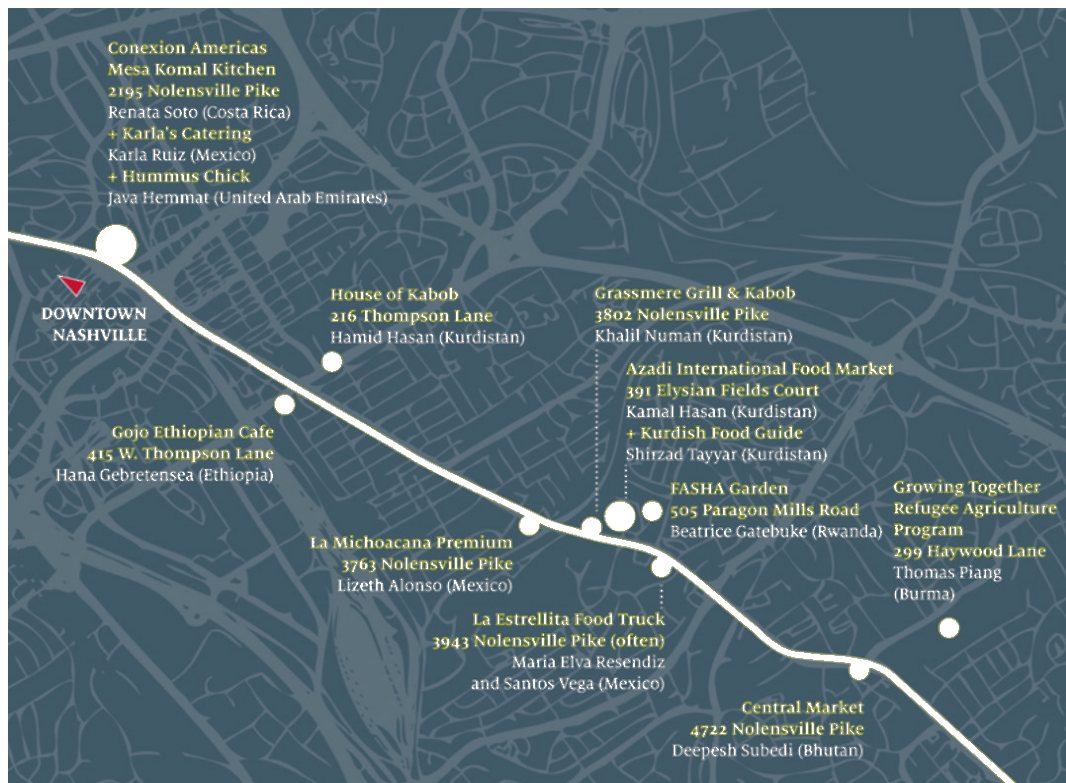 Conexion Americas
Mesa Komal Kitchen
2195 Nolensville Pike
Renata Soto (Costa Rica)
+ Karla's Catering
Karla Ruiz (Mexico)
+ Hummus Chick
Java Hemmat (United Arab Emirates)
DOWNTOWN
NASHVILLE
House of Kabob
216 Thompson Lane
Hamid Hasan (Kurdistan)
Grassmere Grill & Kabob
3802 Nolensville Pike
Khalil Numan (Kurdistan)
Azadi International Food Market
391 Elysian Fields Court
Kamal Hasan (Kurdistan)
+ Kurdish Food Guide
Shirzad Tayyar (Kurdistan)
Gojo Ethiopian Cafe
415 W. Thompson Lane
Hana Gebretensea (Ethiopia)
FASHA Garden
505 Paragon Mills Road
Beatrice Gatebuke (Rwanda)
Growing Together
Refugee Agriculture
Program
299 Haywood Lane
Thomas Piang
(Burma)
La Michoacana Premium
3763 Nolensville Pike
Lizeth Alonso (Mexico)
La Estrellita Food Truck
3943 Nolensville Pike (often)
Maria Elva Resendiz
and Santos Vega (Mexico)
Central Market
4722 Nolensville Pike
Deepesh Subedi (Bhutan)